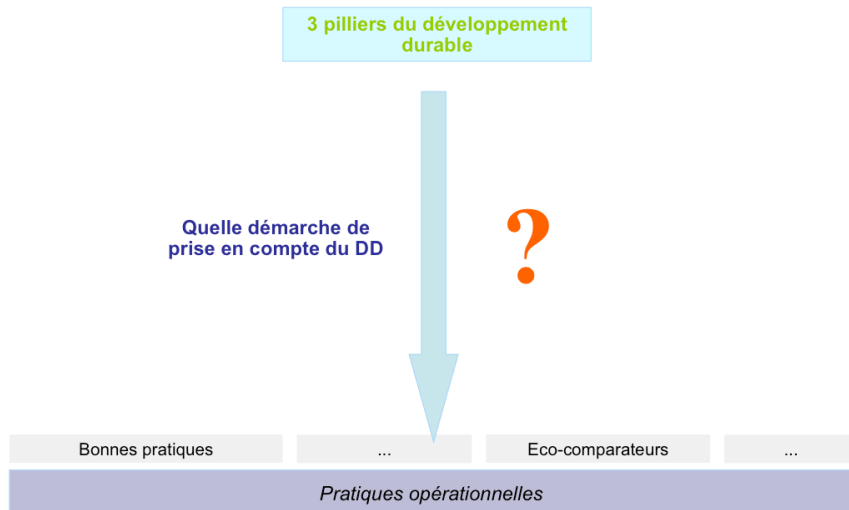 3 pilliers du développement
durable
Quelle démarche de
prise en compte du DD
?
Bonnes pratiques
...
Eco-comparateurs
...
Pratiques opérationnelles